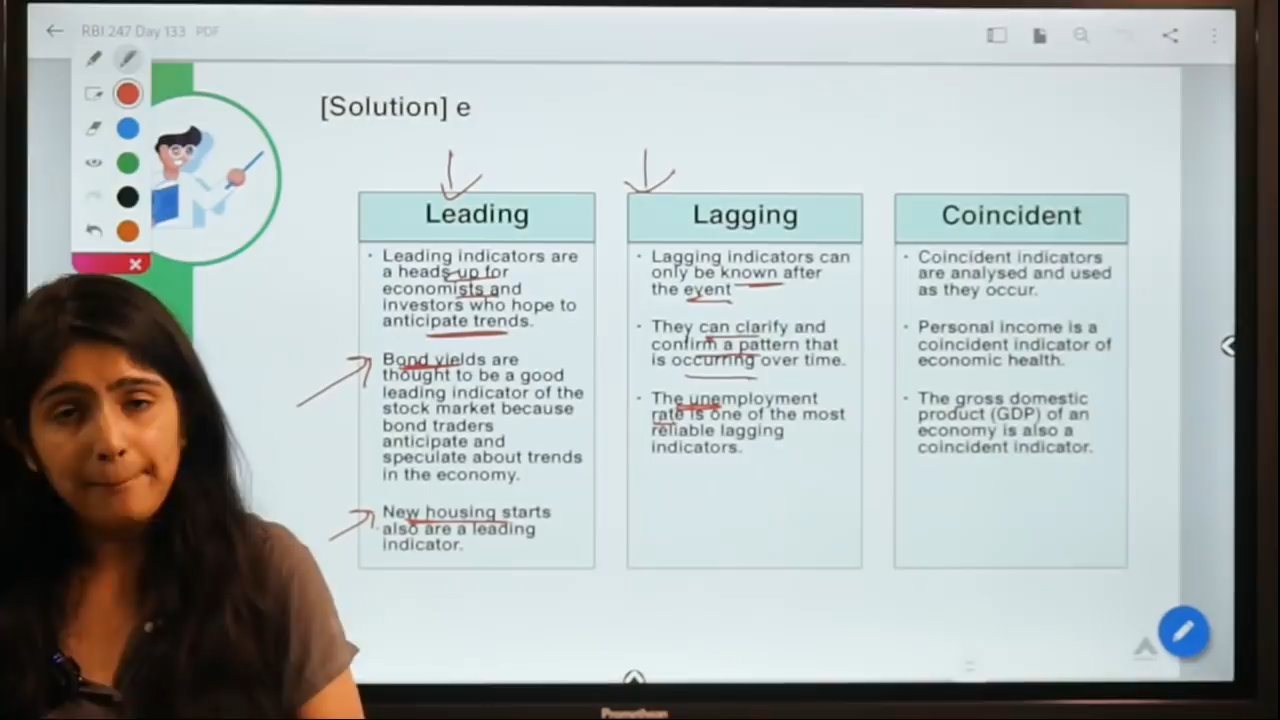 RBI 247 Day 133 PDF
[Solution] e
Leading
• Leading indicators are
a heads-up for
economists and
investors who hope to
anticipate trends.
• Bond yields are
thought to be a good
leading indicator of the
stock market because
bond traders
anticipate and
speculate about trends
in the economy.
• New housing starts
also are a leading
indicator.
Lagging
• Lagging indicators can
only be known after
the event
• They can clarify and
confirm a pattern that
is occurring over time.
• The unemployment
rate is one of the most
reliable lagging
indicators.
Coincident
• Coincident indicators
are analysed and used
as they occur.
• Personal income is a
coincident indicator of
economic health.
• The gross domestic
product (GDP) of an
economy is also a
coincident indicator.
Promethean